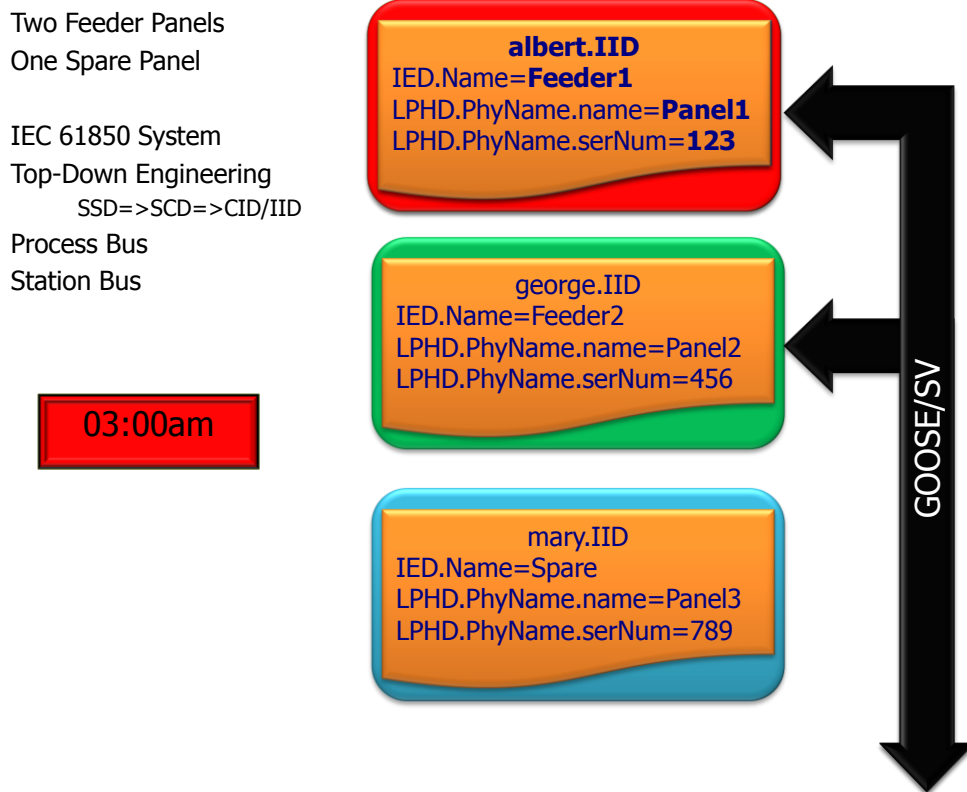 Two Feeder Panels
One Spare Panel
IEC 61850 System
Top-Down Engineering
SSD=>SCD=>CID/IID
Process Bus
Station Bus
03:00am
albert.IID
IED.Name=Feeder1
LPHD.PhyName.name=Panel1
LPHD.PhyName.serNum=123
george.IID
IED.Name=Feeder2
LPHD.PhyName.name=Panel2
LPHD.PhyName.serNum=456
mary.IID
IED.Name=Spare
LPHD.PhyName.name=Panel3
LPHD.PhyName.serNum=789
GOOSE/SV